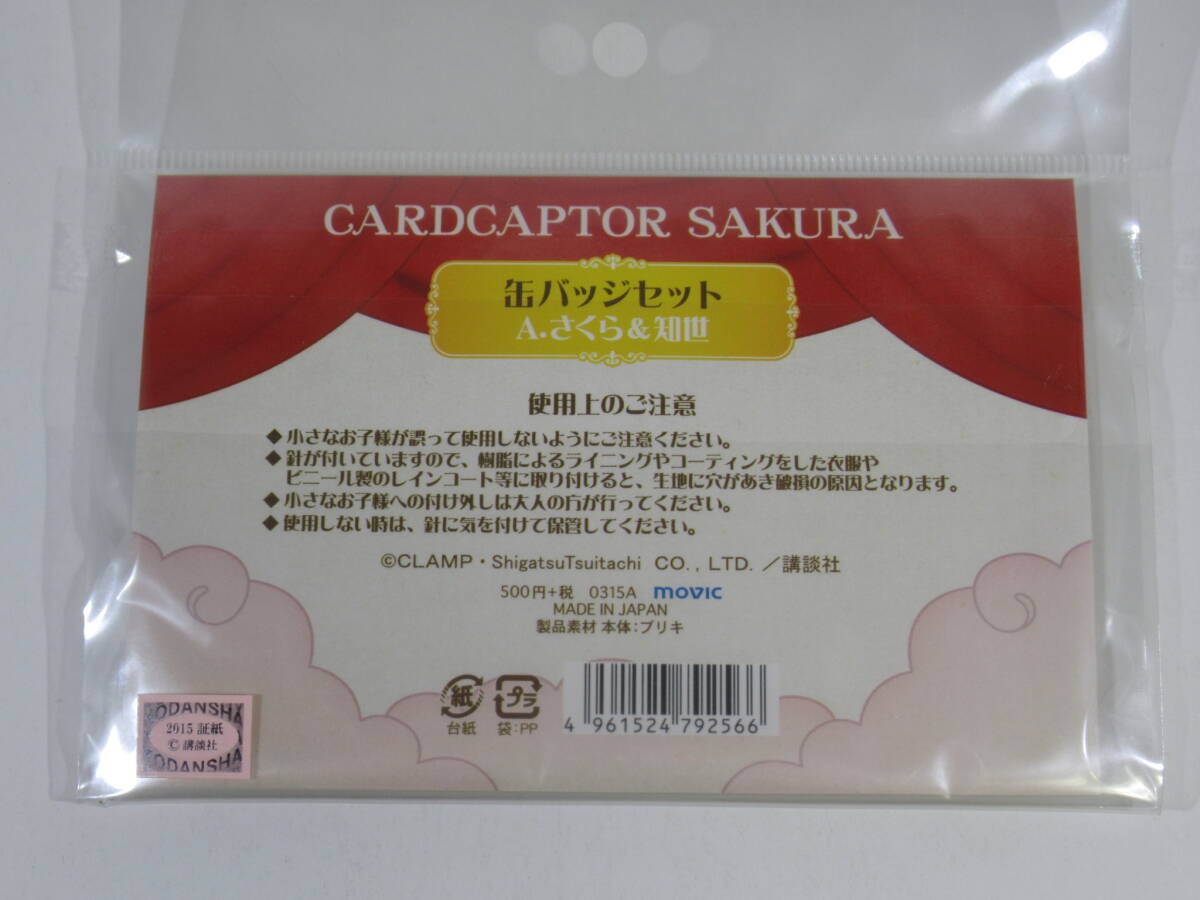 CARDCAPTOR SAKURA
缶バッジセット
A.さくら&知世
使用上のご注意
◆小さなお子様が誤って使用しないようにご注意ください。
◆針が付いていますので、樹脂によるライニングやコーティングをした衣服や
ビニール製のレインコート等に取り付けると、生地に穴があき破損の原因となります。
◆小さなお子様への付け外しは大人の方が行ってください。
◆使用しない時は、針に気を付けて保管してください。
©CLAMP・ShigatsuTsuitachi CO., LTD.／講談社
500円+税 0315A movic
MADE IN JAPAN
製品素材 本体:ブリキ
紙 プラ
台紙 袋:PP
4 961524 792566
ODANSHA
2015 証紙
©講談社
ODANSHA